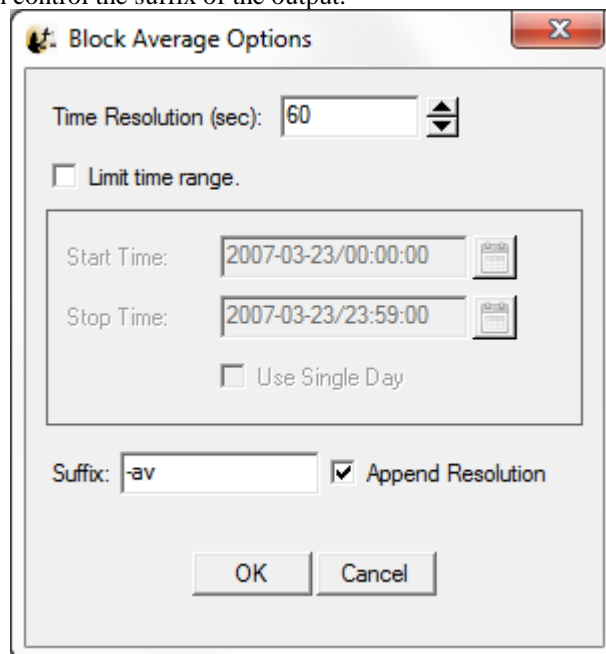 control the suffix of the output.
Block Average Options
Time Resolution (sec): 60
Limit time range.
Start Time: 2007-03-23/00:00:00
Stop Time: 2007-03-23/23:59:00
Use Single Day
Suffix: -av Append Resolution
OK Cancel